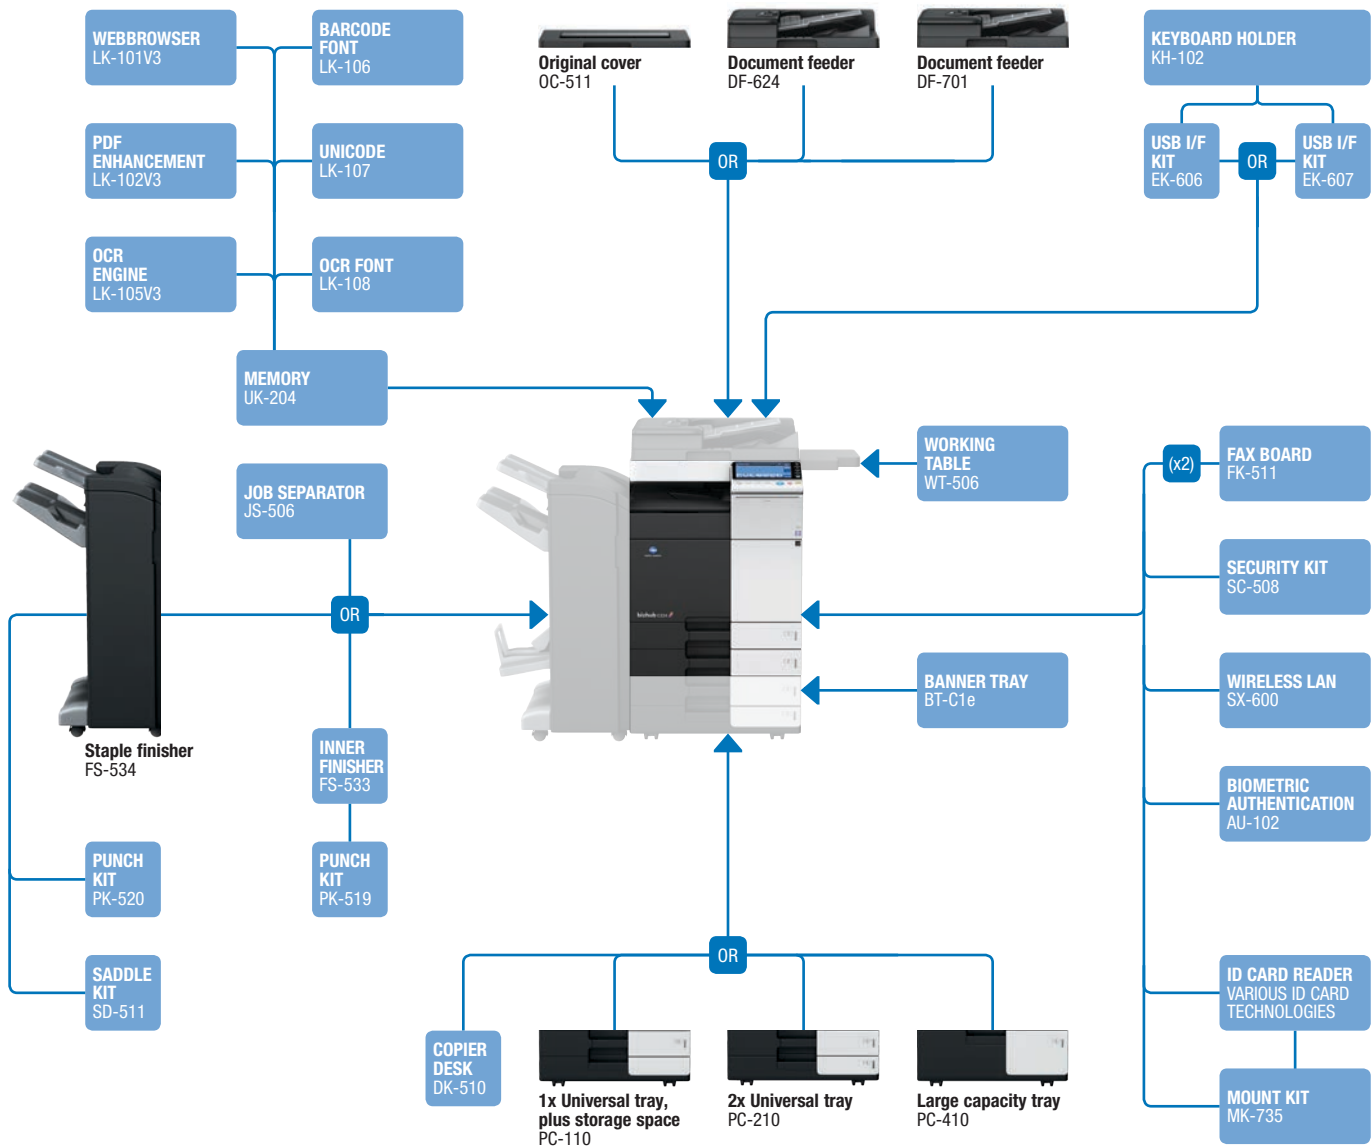 WEBBROWSER
LK-101V3
BARCODE
FONT
LK-106
Original cover
OC-511
Document feeder
DF-624
Document feeder
DF-701
KEYBOARD HOLDER
KH-102
PDF
ENHANCEMENT
LK-102V3
UNICODE
LK-107
OR
USB I/F
KIT
EK-606
OR
USB I/F
KIT
EK-607
OCR
ENGINE
LK-105V3
OCR FONT
LK-108
MEMORY
UK-204
WORKING
TABLE
WT-506
(x2)
FAX BOARD
FK-511
JOB SEPARATOR
JS-506
SECURITY KIT
SC-508
OR
bizhub
BANNER TRAY
BT-C1e
WIRELESS LAN
SX-600
Staple finisher
FS-534
INNER
FINISHER
FS-533
BIOMETRIC
AUTHENTICATION
AU-102
PUNCH
KIT
PK-520
PUNCH
KIT
PK-519
OR
SADDLE
KIT
SD-511
ID CARD READER
VARIOUS ID CARD
TECHNOLOGIES
COPIER
DESK
DK-510
1x Universal tray,
plus storage space
PC-110
2x Universal tray
PC-210
Large capacity tray
PC-410
MOUNT KIT
MK-735